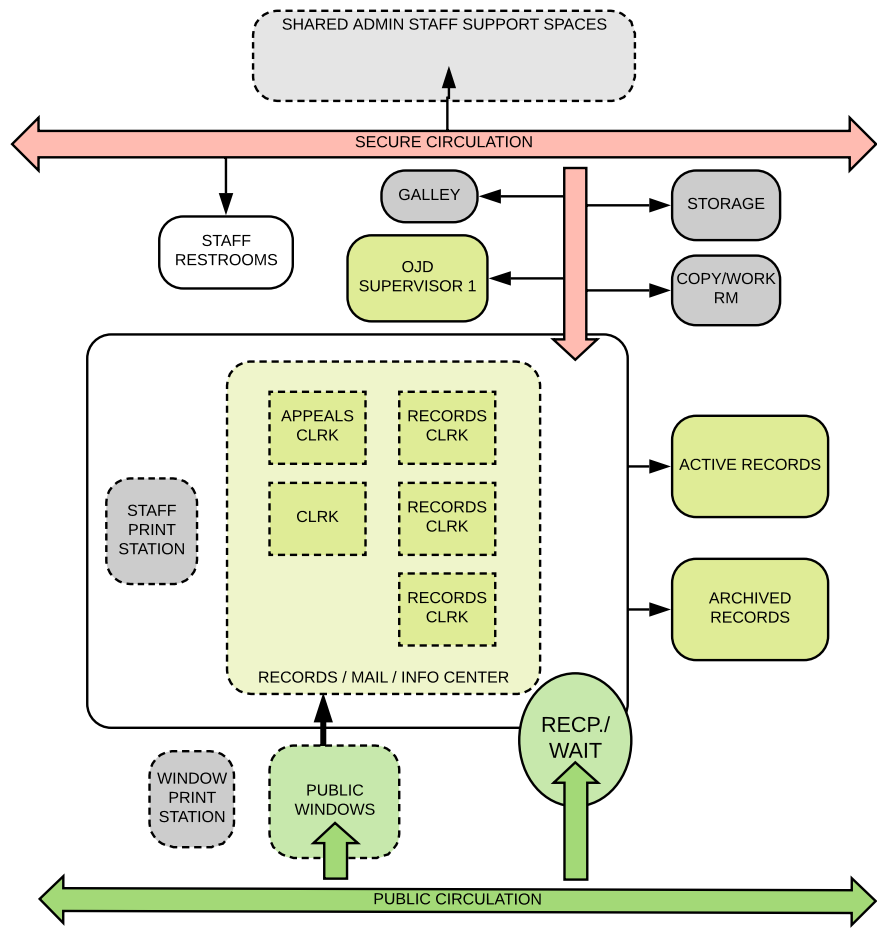 SHARED ADMIN STAFF SUPPORT SPACES
SECURE CIRCULATION
GALLEY
STORAGE
STAFF
RESTROOMS
OJD
SUPERVISOR 1
COPY/WORK
RM
APPEALS
CLRK
RECORDS
CLRK
ACTIVE RECORDS
STAFF
PRINT
STATION
CLRK
RECORDS
CLRK
RECORDS
CLRK
ARCHIVED
RECORDS
RECORDS / MAIL / INFO CENTER
RECP./
WAIT
WINDOW
PRINT
STATION
PUBLIC
WINDOWS
PUBLIC CIRCULATION